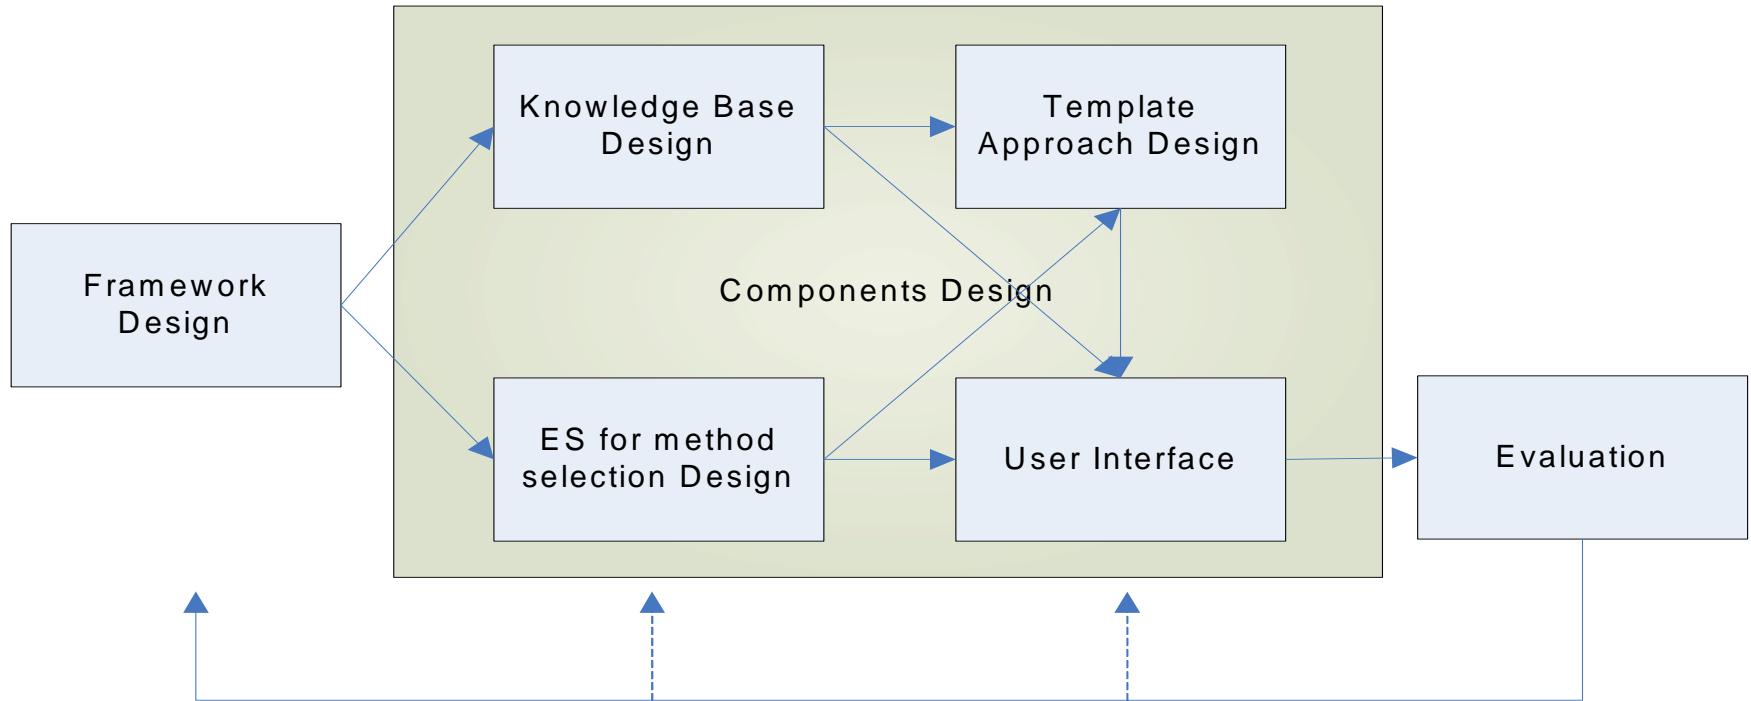 Knowledge Base
Design
Template
Approach Design
Framework
Design
Components Design
ES for method
selection Design
User Interface
Evaluation